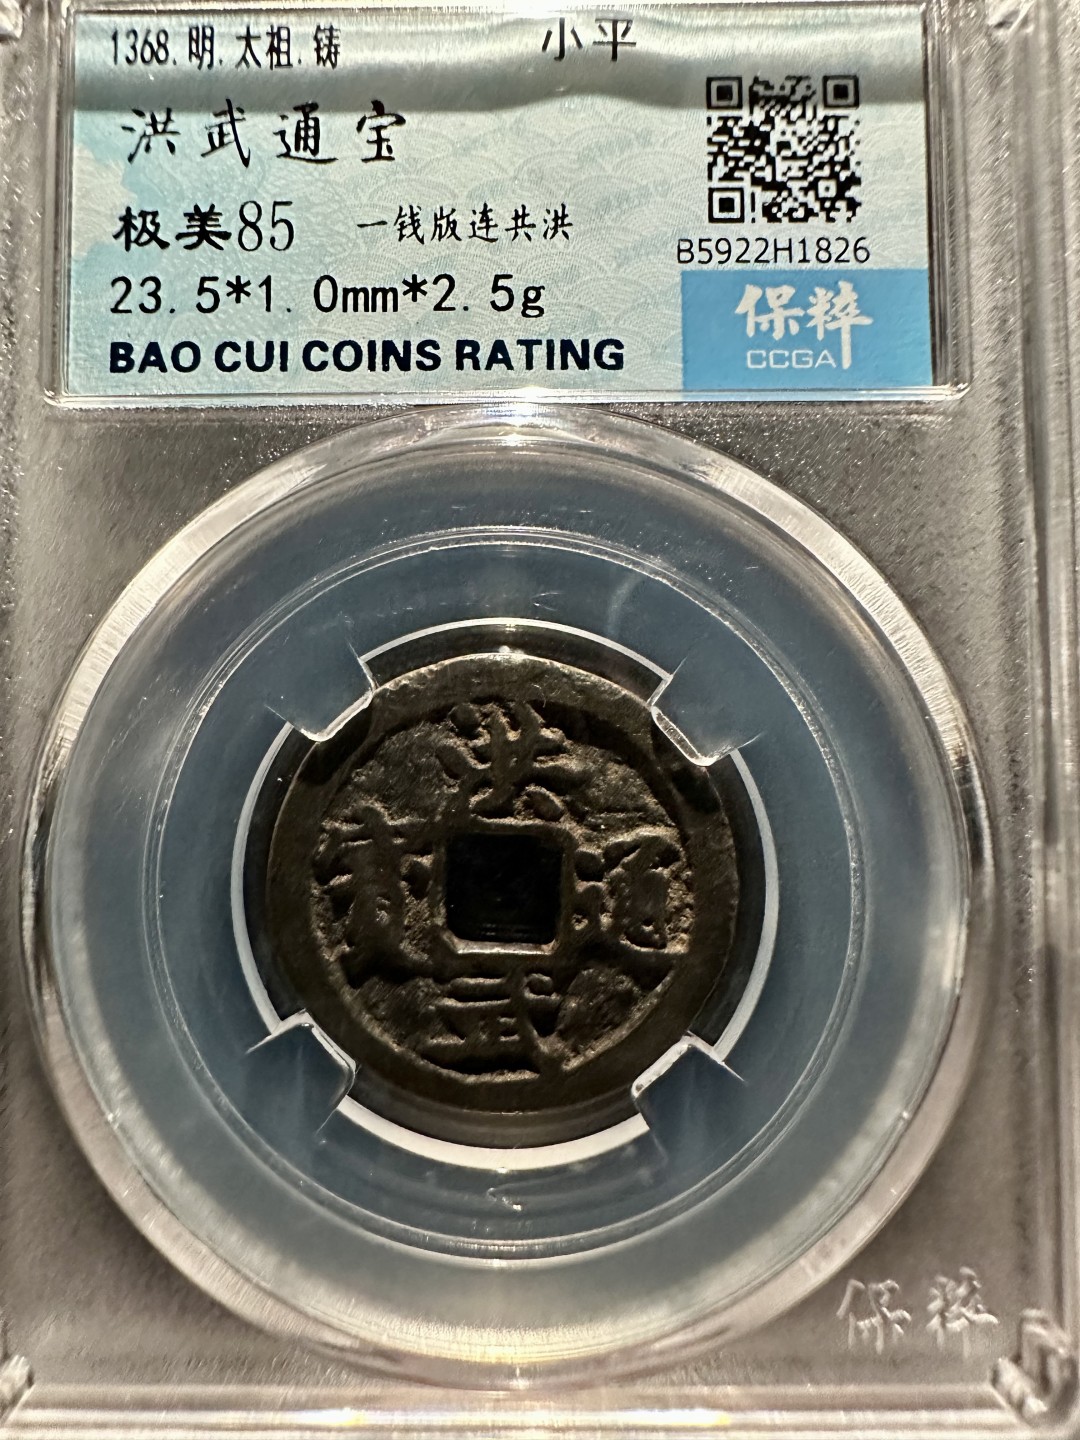 1368.明.太祖.铸 小平
洪武通宝
极美85 一钱版连共洪
23.5*1.0mm*2.5g
BAO CUI COINS RATING
B5922H1826
保粹
CCGA
洪
寳 通
武
保粹